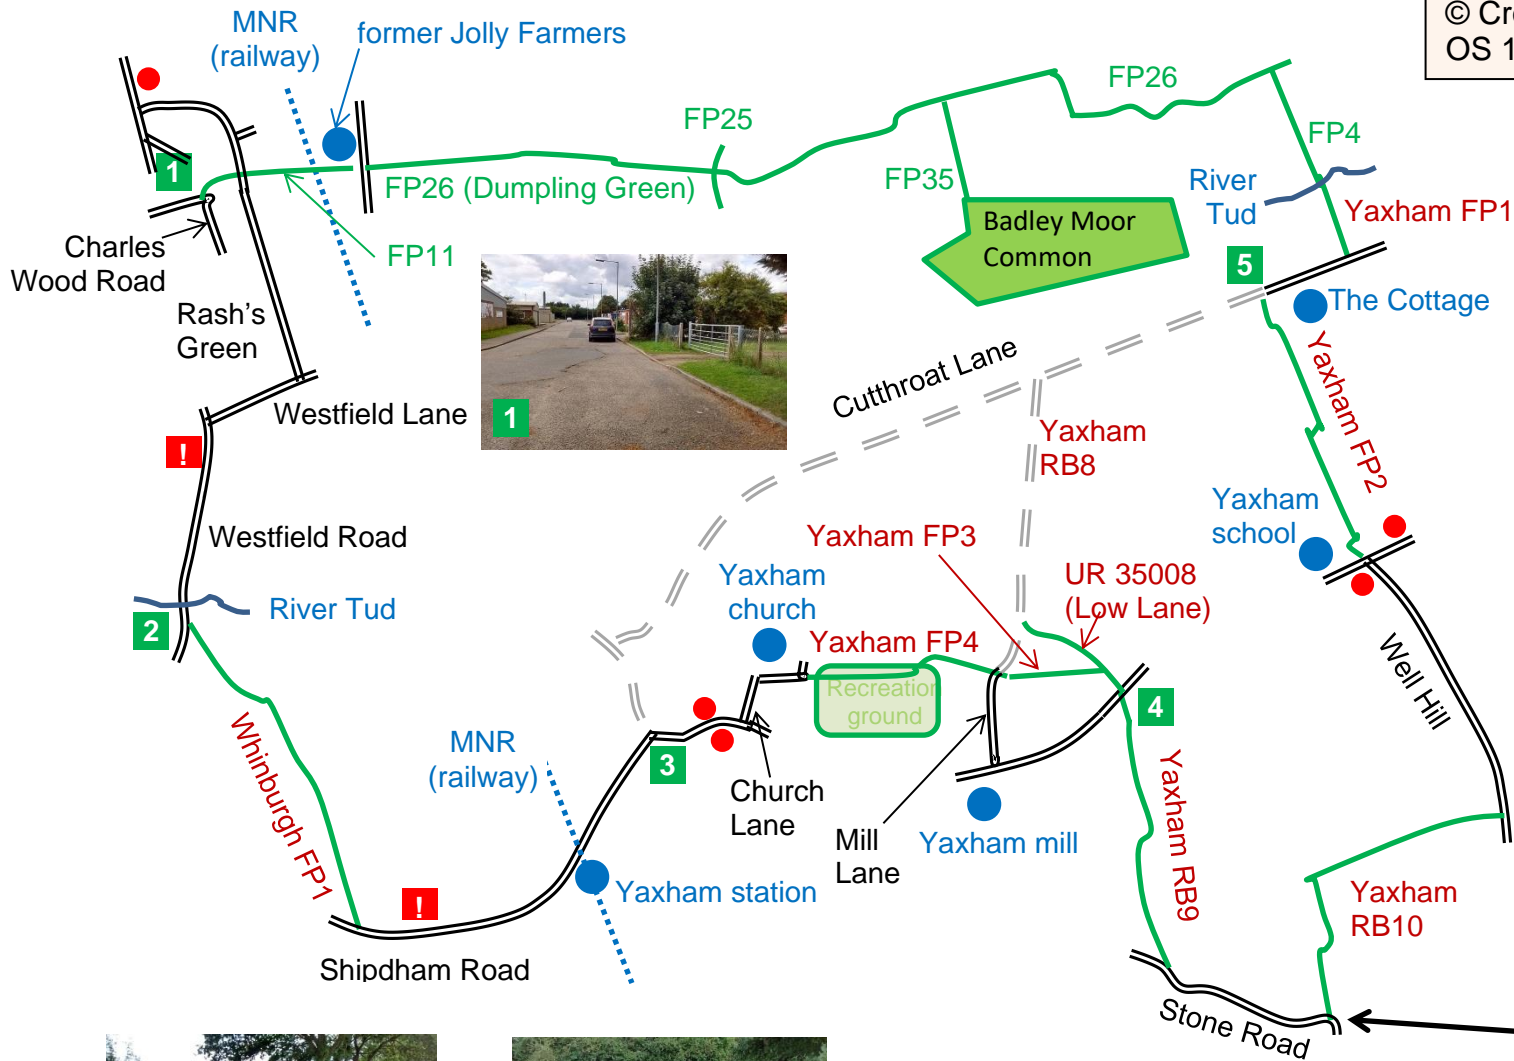 © Cr
OS 1
MNR
(railway)
former Jolly Farmers
FP26
FP25
FP4
1
FP26 (Dumpling Green)
FP35
River
Tud
Yaxham FP1
Badley Moor
Common
Charles
Wood Road
FP11
5
The Cottage
Rash's
Green
Cutthroat Lane
Yaxham FP2
Westfield Lane
1
!
Yaxham
RB8
Yaxham
school
Westfield Road
Yaxham FP3
Yaxham
church
UR 35008
(Low Lane)
River Tud
2
Yaxham FP4
Well Hill
Recreation
ground
4
Whinburgh FP1
MNR
(railway)
3
Church
Lane
Yaxham RB9
Mill
Lane
Yaxham mill
Yaxham station
!
Yaxham
RB10
Shipdham Road
Stone Road